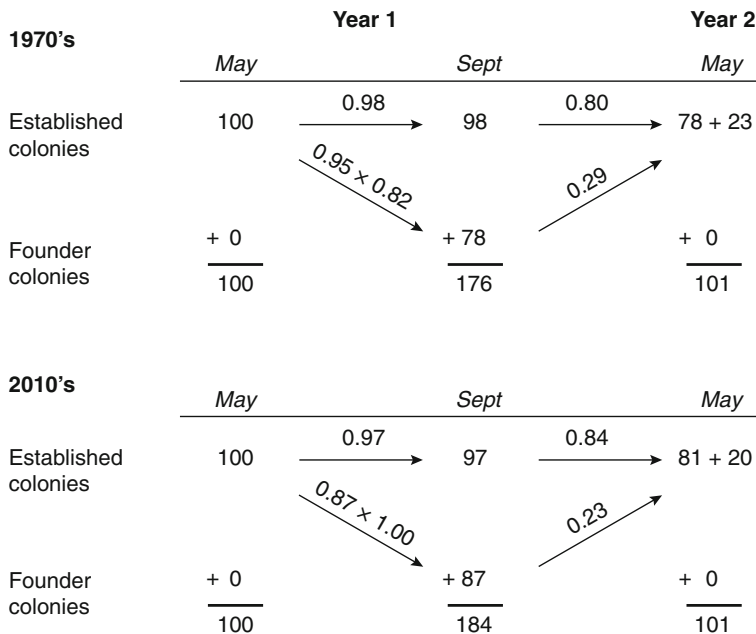 Year 1 Year 2
1970's
May Sept May
0.98 0.80
Established 100 98 78 + 23
colonies
0.95 × 0.82 0.29
Founder + 0 + 78 + 0
colonies
100 176 101
2010's
May Sept May
0.97 0.84
Established 100 97 81 + 20
colonies
0.87 × 1.00 0.23
Founder + 0 + 87 + 0
colonies
100 184 101